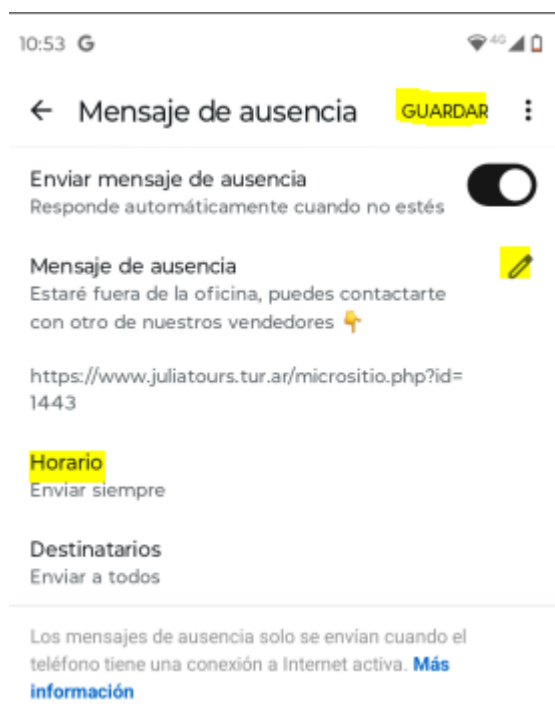 10:53 G 4G
Mensaje de ausencia GUARDAR
Enviar mensaje de ausencia
Responde automáticamente cuando no estés
Mensaje de ausencia
Estaré fuera de la oficina, puedes contactarte
con otro de nuestros vendedores 👇
https://www.juliatours.tur.ar/micrositio.php?id=
1443
Horario
Enviar siempre
Destinatarios
Enviar a todos
Los mensajes de ausencia solo se envían cuando el
teléfono tiene una conexión a Internet activa. Más
información